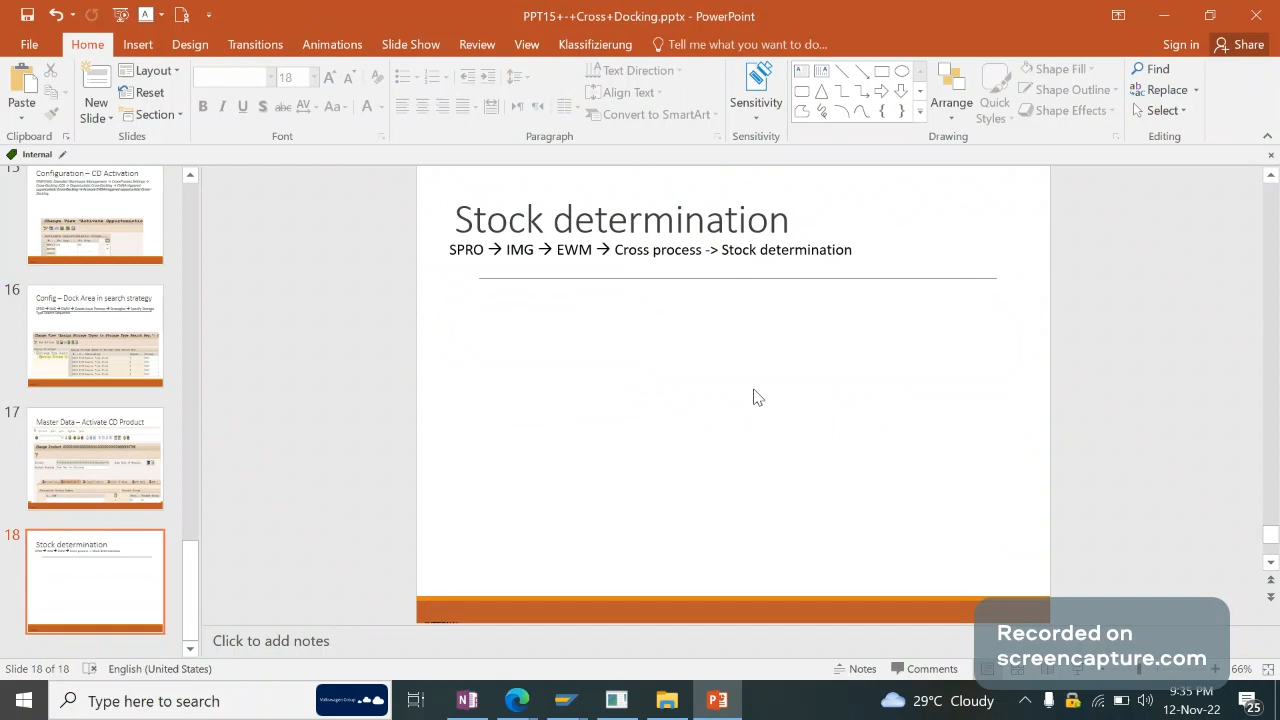 PPT15+-+Cross+Docking.pptx - PowerPoint
File Home Insert Design Transitions Animations Slide Show Review View Klassifizierung Tell me what you want to do... Sign in Share
Paste
Clipboard
New Slide
Layout
Reset
Section
Slides
18
Font
Text Direction
Align Text
Convert to SmartArt
Paragraph
Sensitivity
Sensitivity
Arrange
Quick Styles
Shape Fill
Shape Outline
Shape Effects
Drawing
Find
Replace
Select
Editing
Internal
Configuration – CD Activation
16
Config – Dock Area in search strategy
17
Master Data – Activate CD Product
18
Stock determination
Stock determination
SPRO → IMG → EWM → Cross process -> Stock determination
Click to add notes
Slide 18 of 18 English (United States) Notes Comments 66%
Recorded on
screencapture.com
Type here to search
29°C Cloudy
9:35 PM
12-Nov-22
25